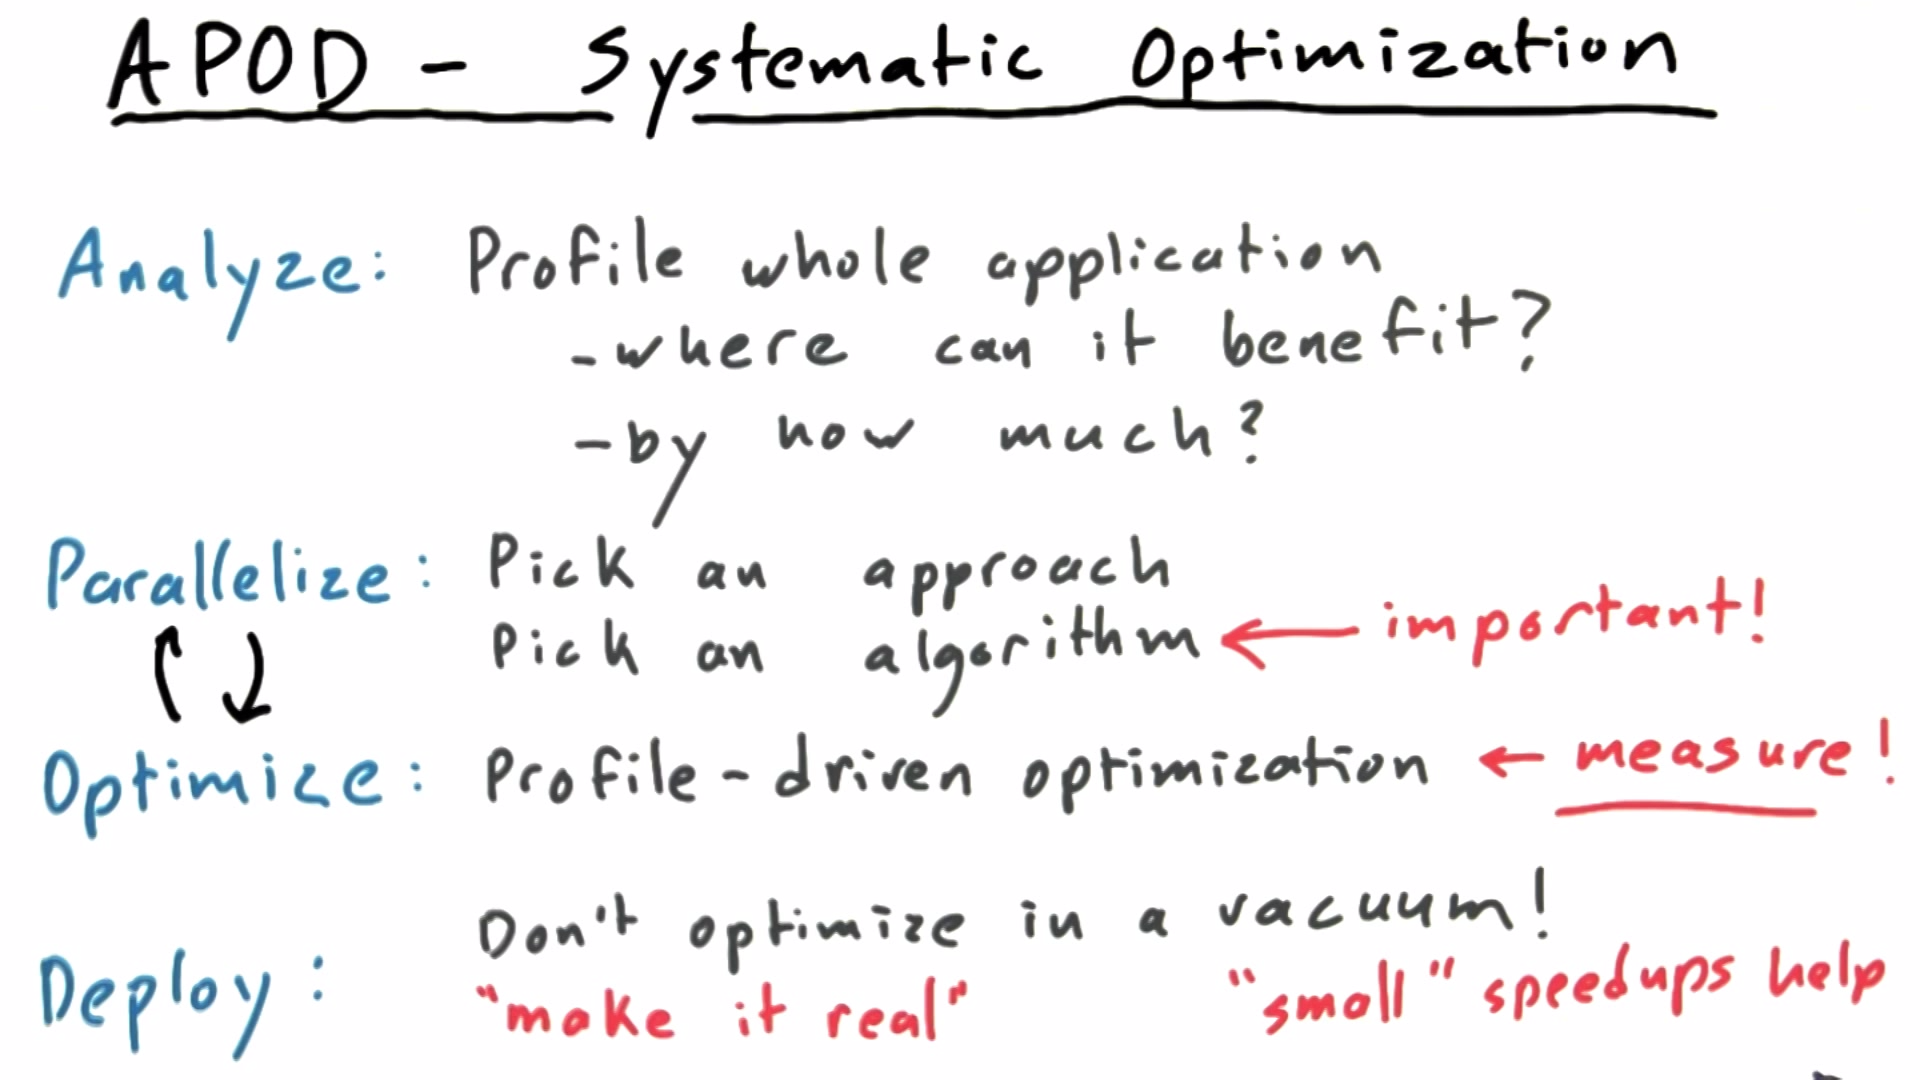 APOD - Systematic Optimization
Analyze: Profile whole application
- where can it benefit?
- by how much?
Parallelize: Pick an approach
Pick an algorithm ← important!
Optimize: Profile-driven optimization ← measure!
Don't optimize in a vacuum!
Deploy: "make it real" "small" speedups help